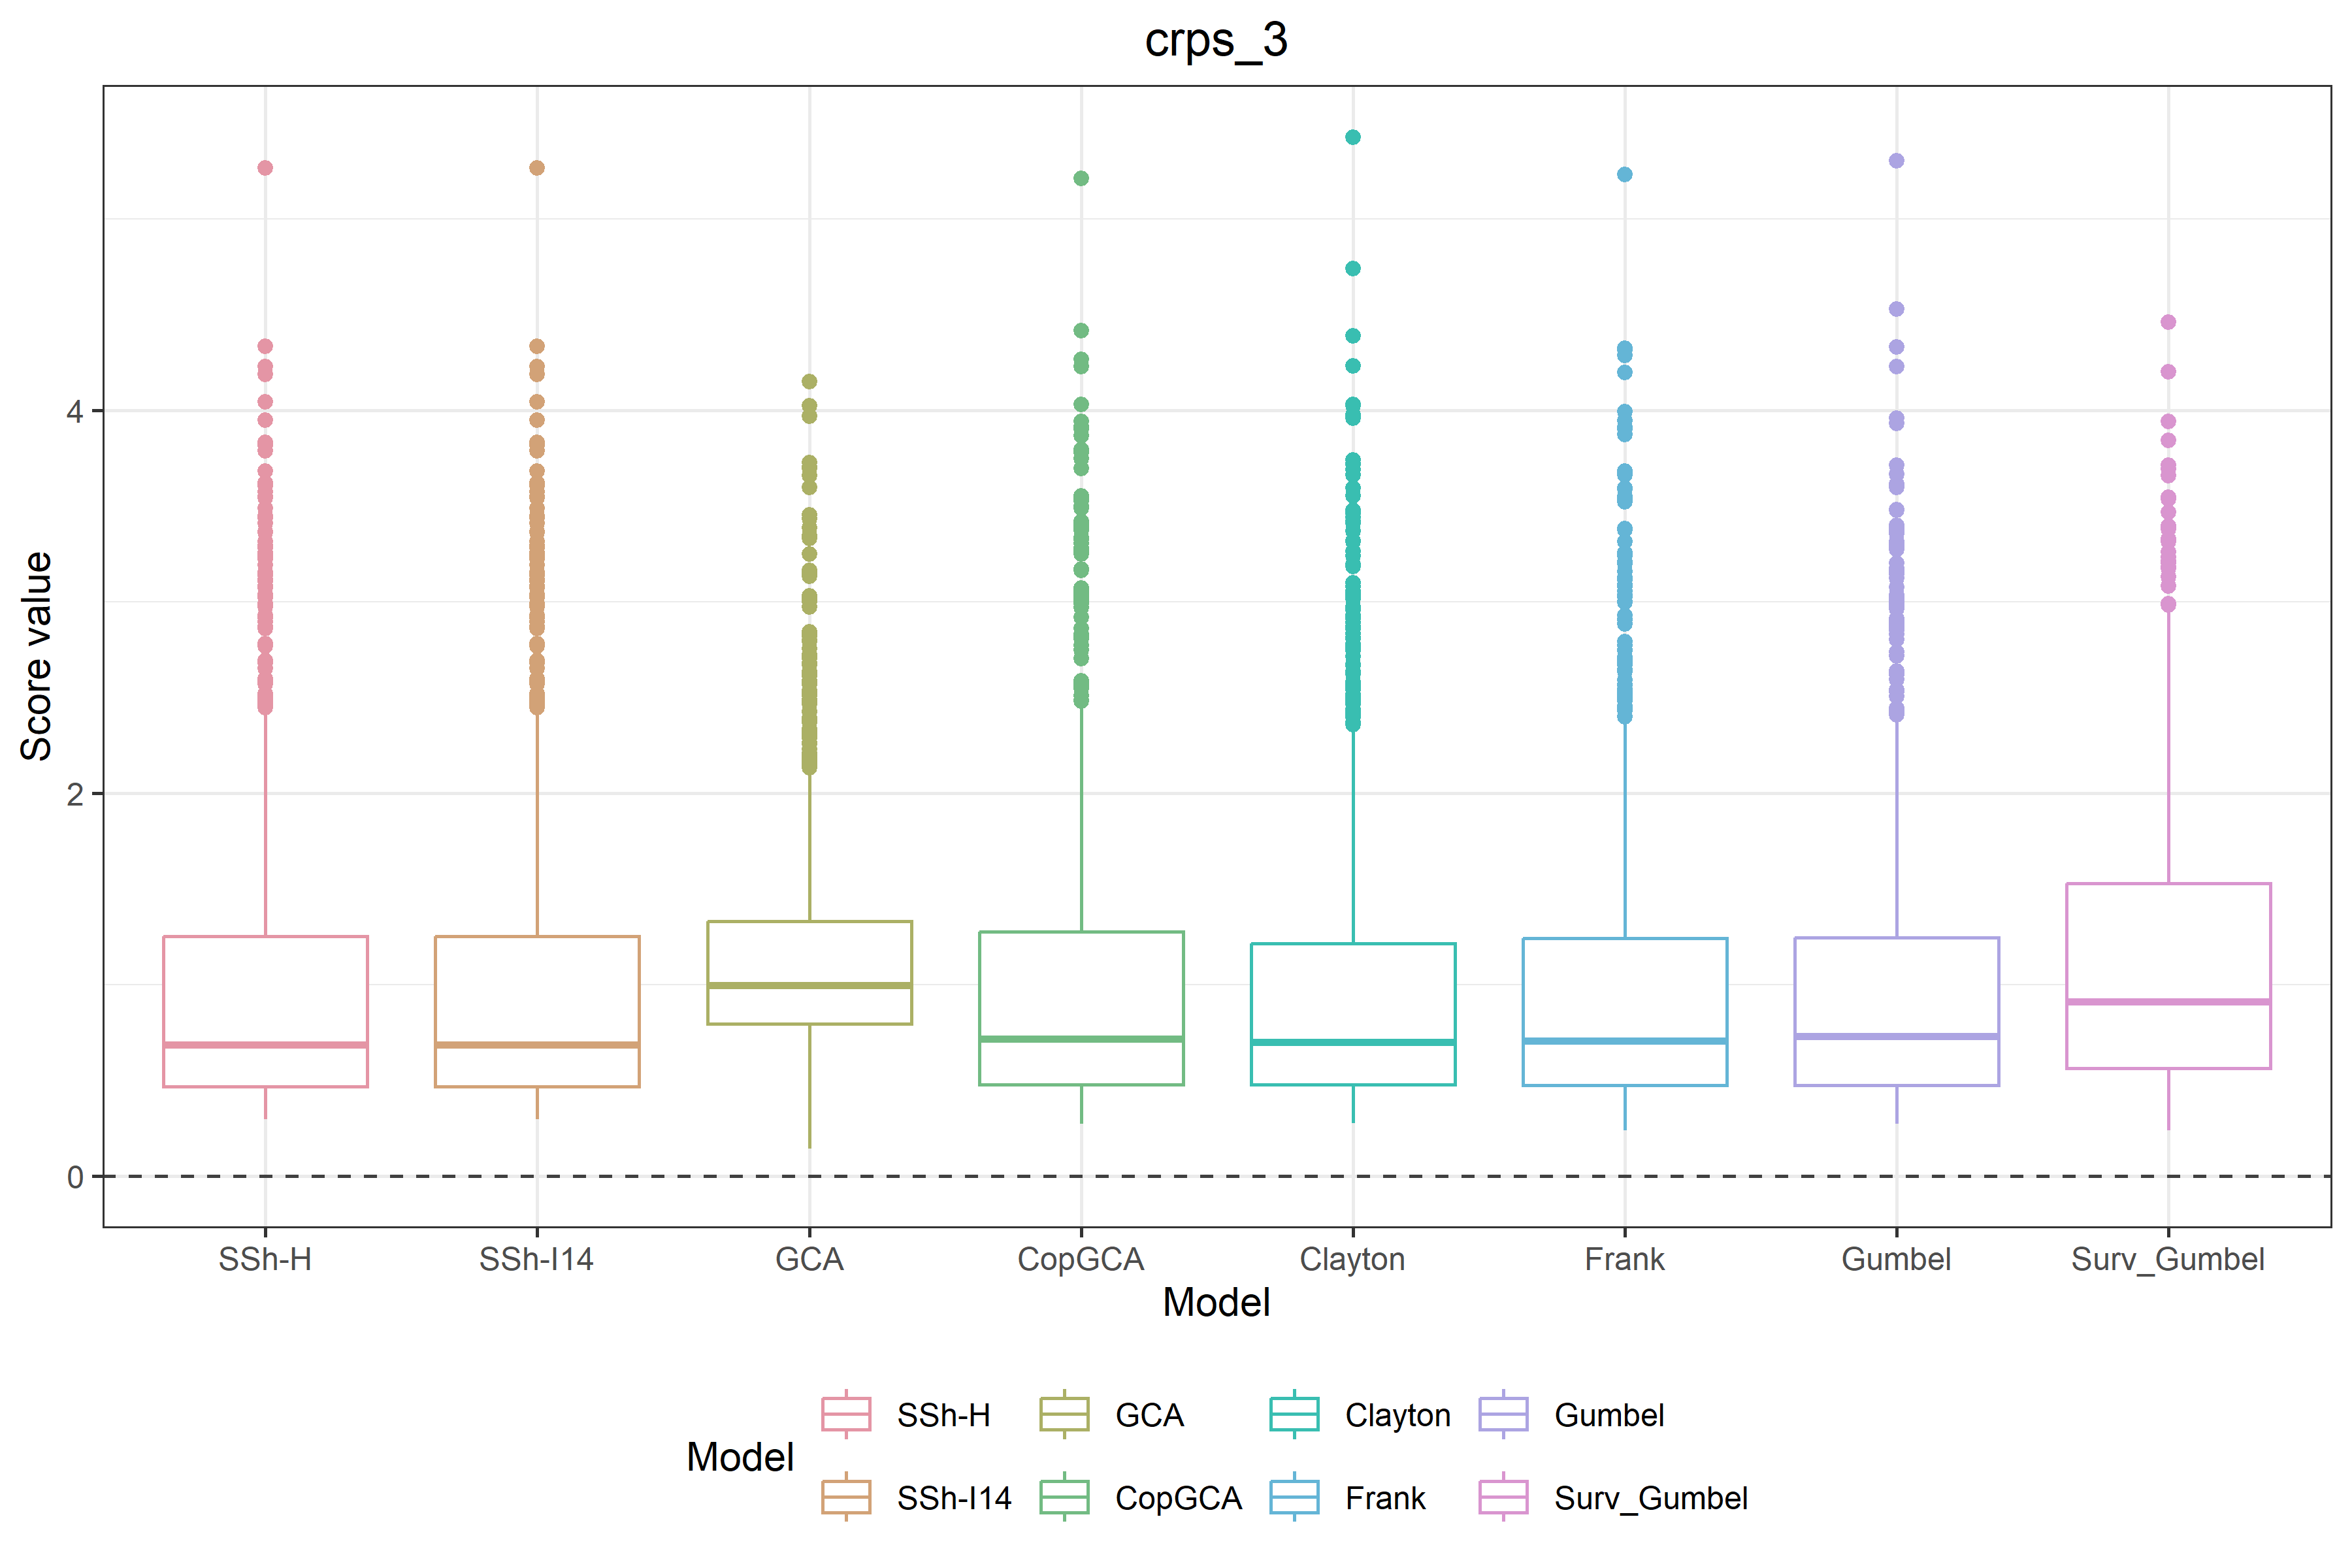 crps_3
Score value
4
2
0
SSh-H SSh-I14 GCA CopGCA Clayton Frank Gumbel Surv_Gumbel
Model
Model
SSh-H GCA Clayton Gumbel
SSh-I14 CopGCA Frank Surv_Gumbel